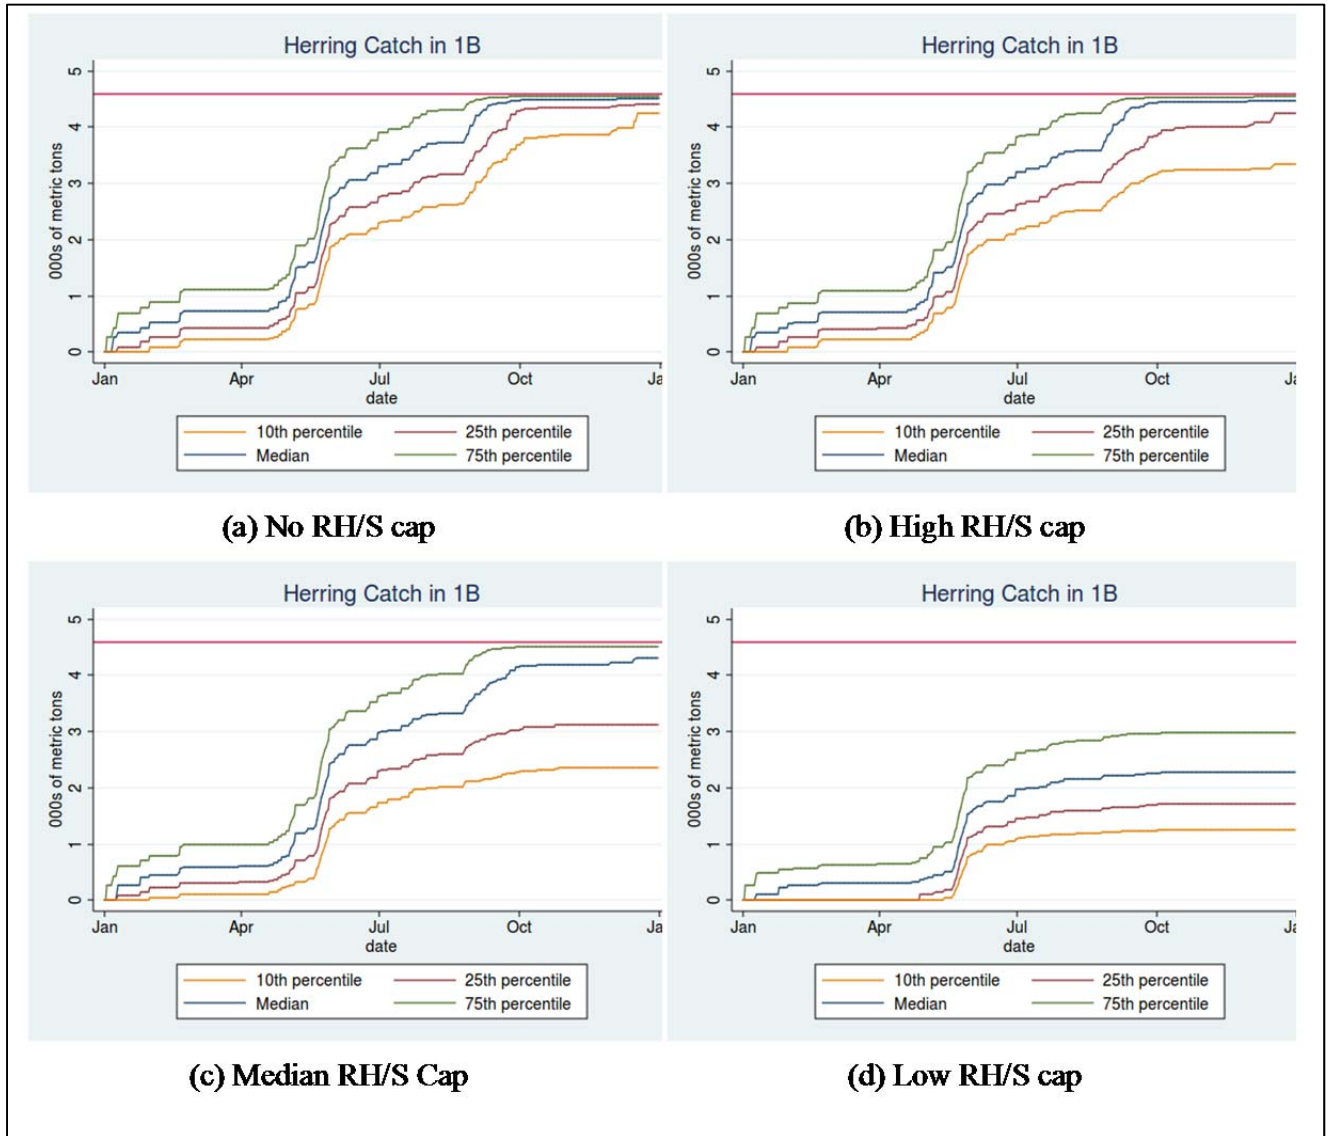 Herring Catch in 1B
000s of metric tons
5
4
3
2
1
0
Jan Apr Jul Oct Ja
date
10th percentile 25th percentile
Median 75th percentile
(a) No RH/S cap
Herring Catch in 1B
000s of metric tons
5
4
3
2
1
0
Jan Apr Jul Oct Ja
date
10th percentile 25th percentile
Median 75th percentile
(b) High RH/S cap
Herring Catch in 1B
000s of metric tons
5
4
3
2
1
0
Jan Apr Jul Oct Ja
date
10th percentile 25th percentile
Median 75th percentile
(c) Median RH/S Cap
Herring Catch in 1B
000s of metric tons
5
4
3
2
1
0
Jan Apr Jul Oct Ja
date
10th percentile 25th percentile
Median 75th percentile
(d) Low RH/S cap